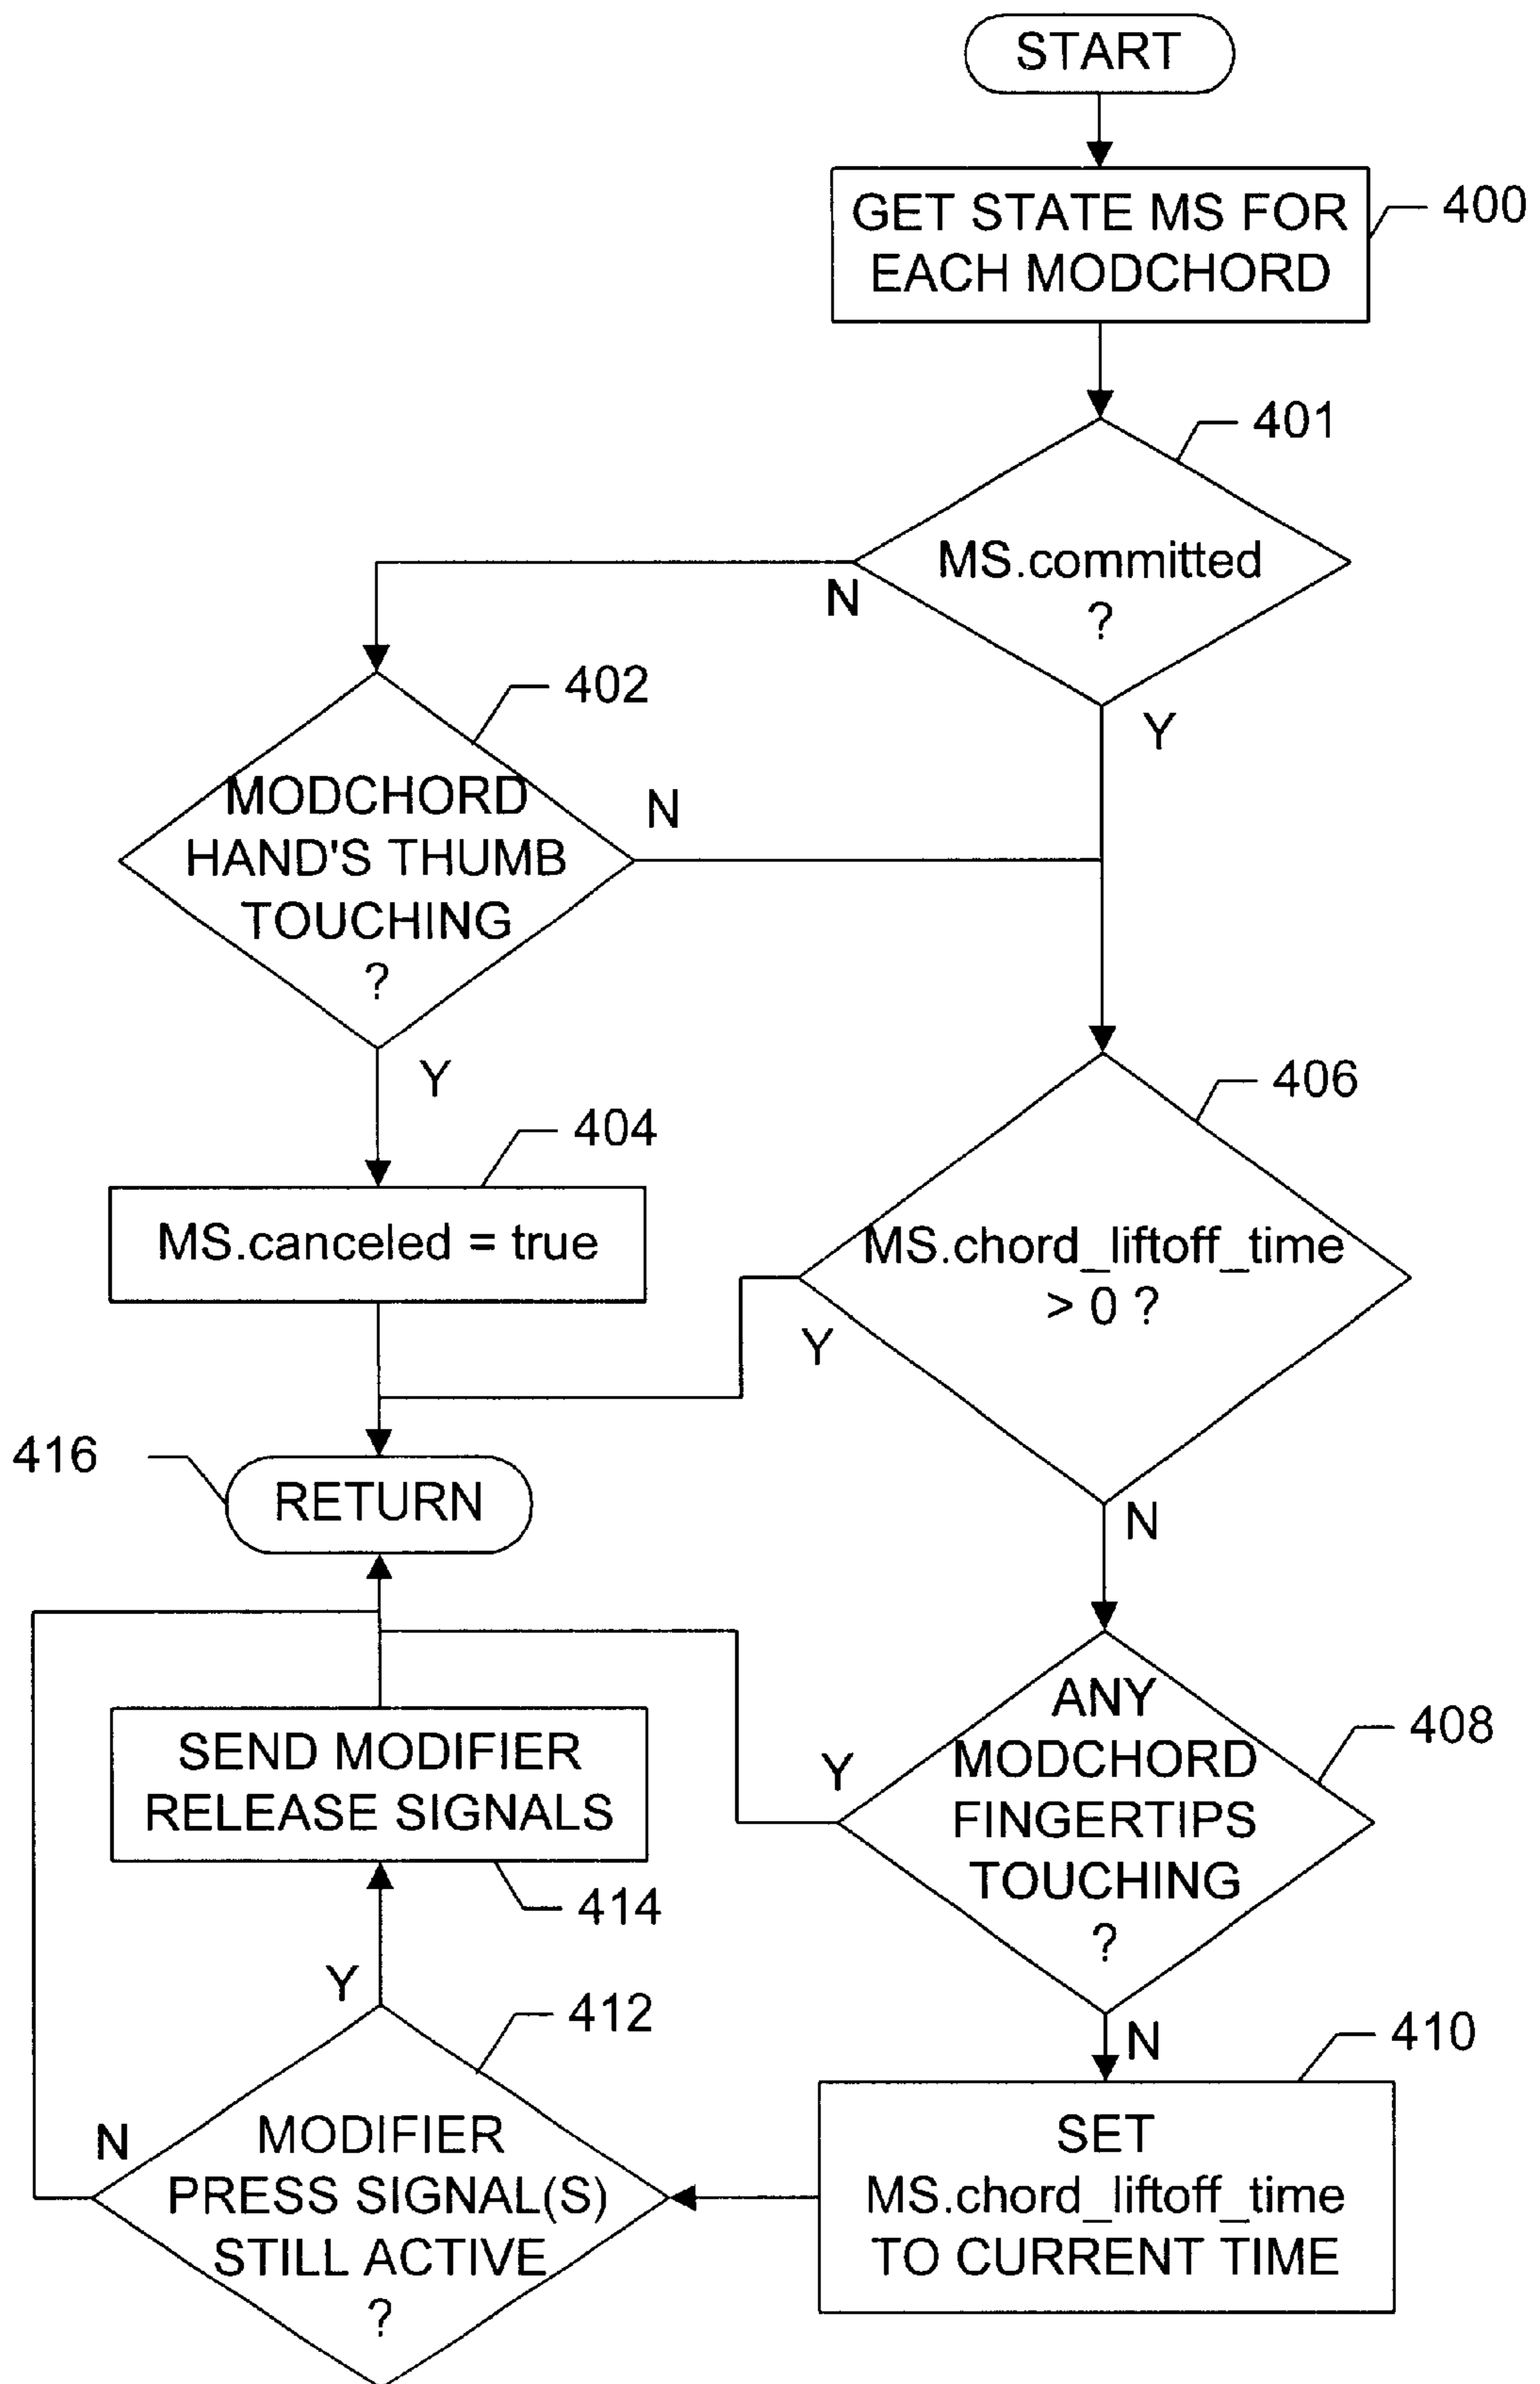 START
GET STATE MS FOR
EACH MODCHORD
400
401
MS.committed
?
N
Y
402
MODCHORD
HAND'S THUMB
TOUCHING
?
N
Y
404
MS.canceled = true
406
MS.chord_liftoff_time
> 0 ?
Y
N
416
RETURN
408
ANY
MODCHORD
FINGERTIPS
TOUCHING
?
Y
N
SEND MODIFIER
RELEASE SIGNALS
414
410
SET
MS.chord_liftoff_time
TO CURRENT TIME
Y
412
N
MODIFIER
PRESS SIGNAL(S)
STILL ACTIVE
?